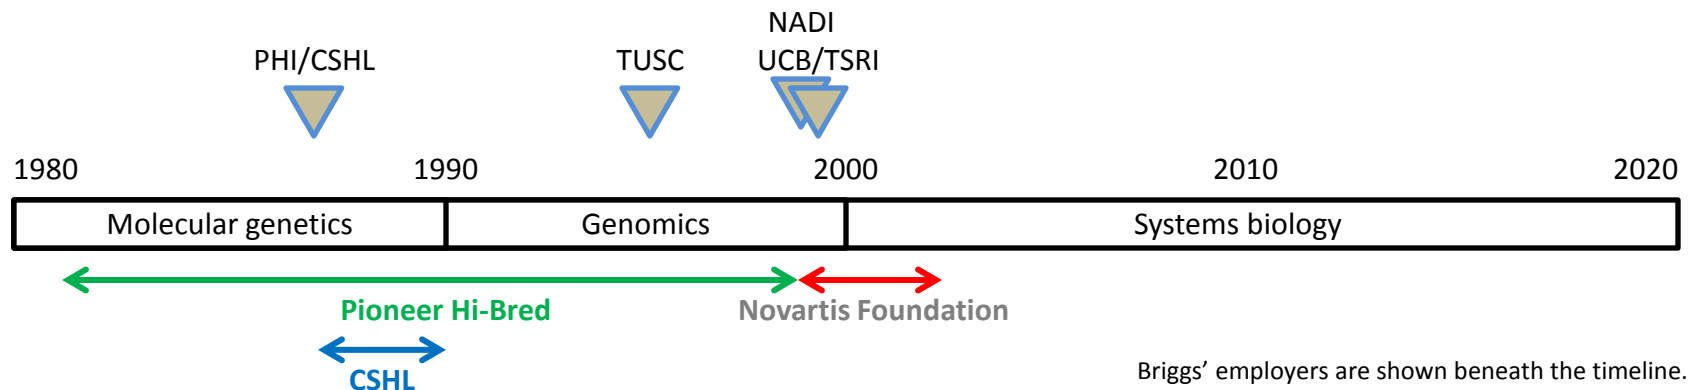 NADI
PHI/CSHL TUSC UCB/TSRI
1980 1990 2000 2010 2020
Molecular genetics Genomics Systems biology
Pioneer Hi-Bred Novartis Foundation
CSHL
Briggs’ employers are shown beneath the timeline.